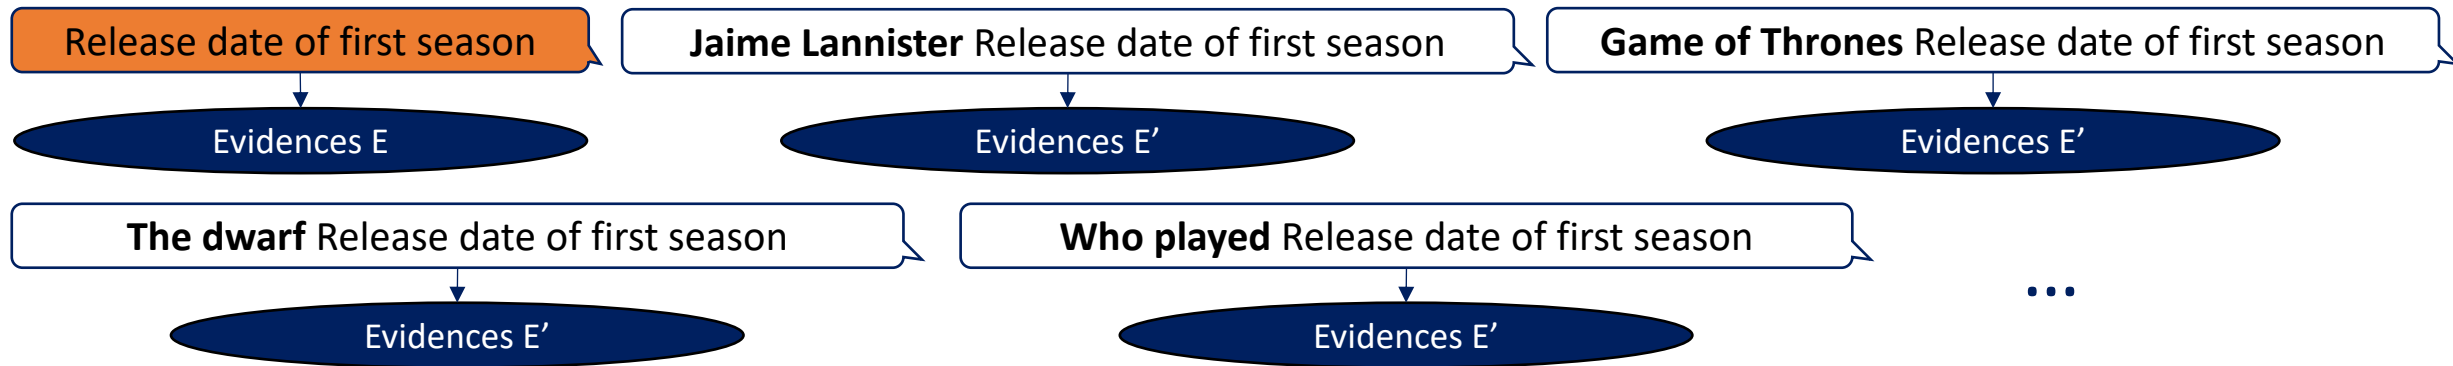 Release date of first season
Jaime Lannister Release date of first season
Game of Thrones Release date of first season
Evidences E
Evidences E’
Evidences E’
The dwarf Release date of first season
Who played Release date of first season
...
Evidences E’
Evidences E’